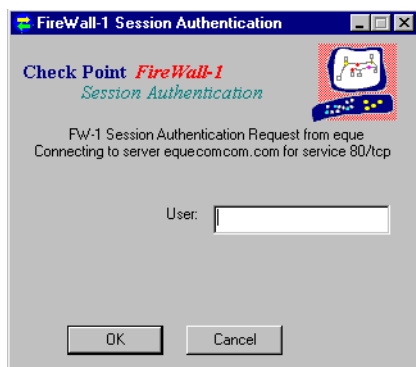 FireWall-1 Session Authentication
Check Point FireWall-1
Session Authentication
FW-1 Session Authentication Request from eque
Connecting to server equecomcom.com for service 80/tcp
User:
OK
Cancel